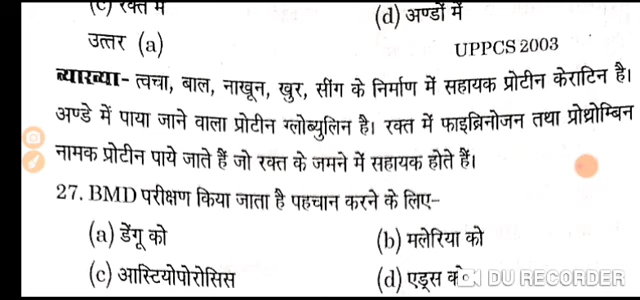 (c) रक्त में
(d) अण्डों में
उत्तर (a)
UPPCS 2003
व्याख्या- त्वचा, बाल, नाखून, खुर, सींग के निर्माण में सहायक प्रोटीन केराटिन है।
अण्डे में पाया जाने वाला प्रोटीन ग्लोब्युलिन है। रक्त में फाइब्रिनोजन तथा प्रोथ्रोम्बिन
नामक प्रोटीन पाये जाते हैं जो रक्त के जमने में सहायक होते हैं।
27. BMD परीक्षण किया जाता है पहचान करने के लिए-
(a) डेंगू को
(b) मलेरिया को
(c) आस्टियोपोरोसिस
(d) एड्स को
DU RECORDER